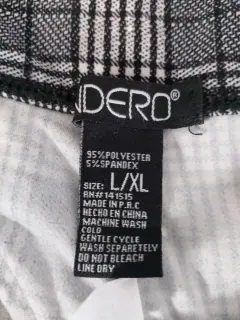 NDERO®
95%POLYESTER
5%SPANDEX
SIZE: L/XL
RN#141515
MADE IN P.R.C
HECHO EN CHINA
MACHINE WASH
COLD
GENTLE CYCLE
WASH SEPARETELY
DO NOT BLEACH
LINE DRY